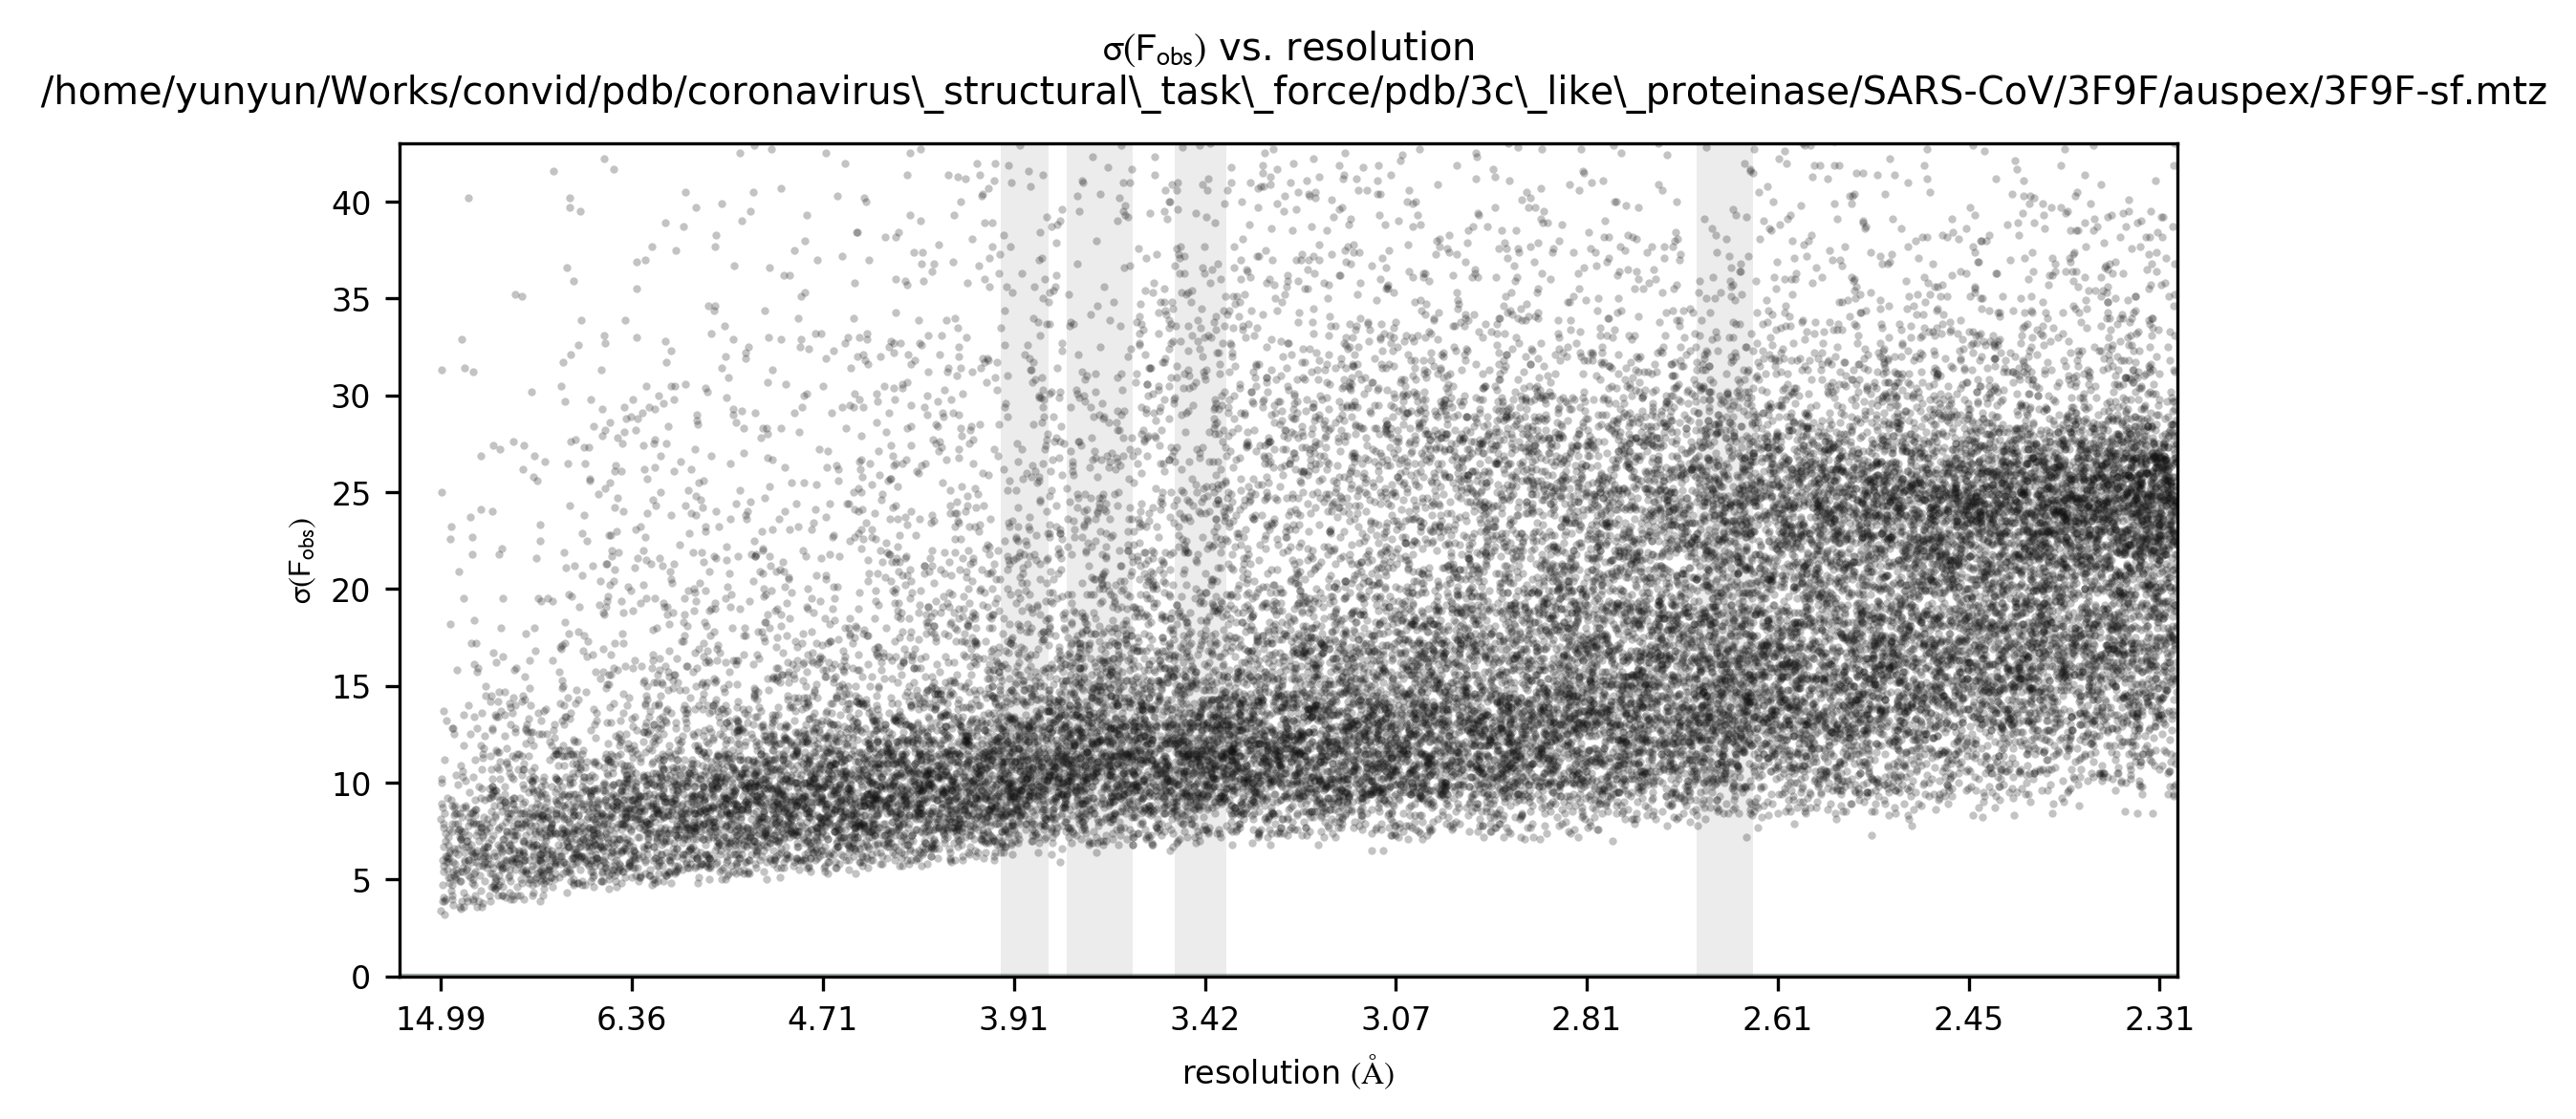 σ(Fobs) vs. resolution
/home/yunyun/Works/convid/pdb/coronavirus\_structural\_task\_force/pdb/3c\_like\_proteinase/SARS-CoV/3F9F/auspex/3F9F-sf.mtz
40
35
30
25
20
15
10
5
0
σ(Fobs)
14.99 6.36 4.71 3.91 3.42 3.07 2.81 2.61 2.45 2.31
resolution (Å)